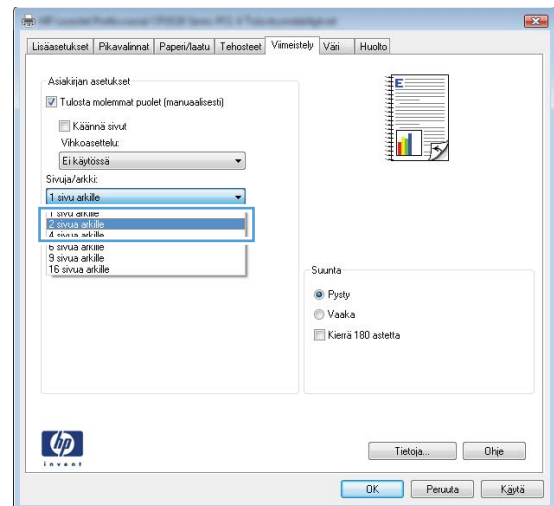 Lisäasetukset Pikavalinnat Paperi/laatu Tehosteet Viimeistely Väri Huolto
Asiakirjan asetukset
Tulosta molemmat puolet (manuaalisesti)
Käännä sivut
Vihkoasettelu:
Ei käytössä
Sivuja/arkki:
1 sivu arkille
1 sivu arkille
2 sivua arkille
4 sivua arkille
6 sivua arkille
9 sivua arkille
16 sivua arkille
E
Suunta
Pysty
Vaaka
Kierrä 180 astetta
hp
invent
Tietoja... Ohje
OK Peruuta Käytä